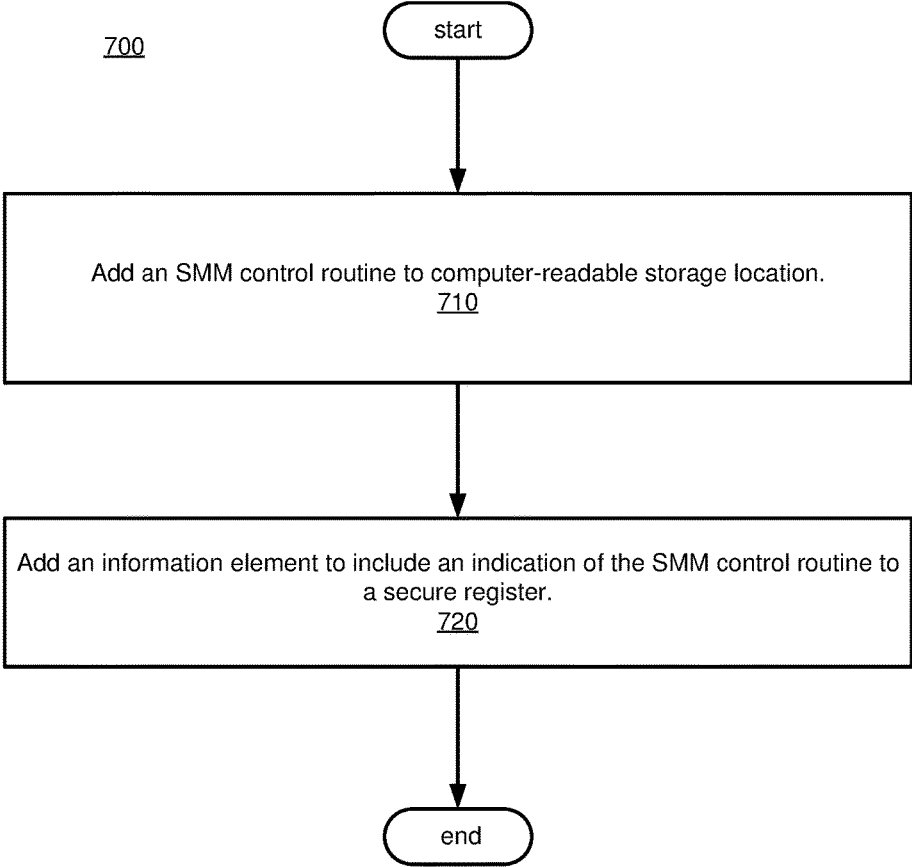 start
700
Add an SMM control routine to computer-readable storage location.
710
Add an information element to include an indication of the SMM control routine to
a secure register.
720
end